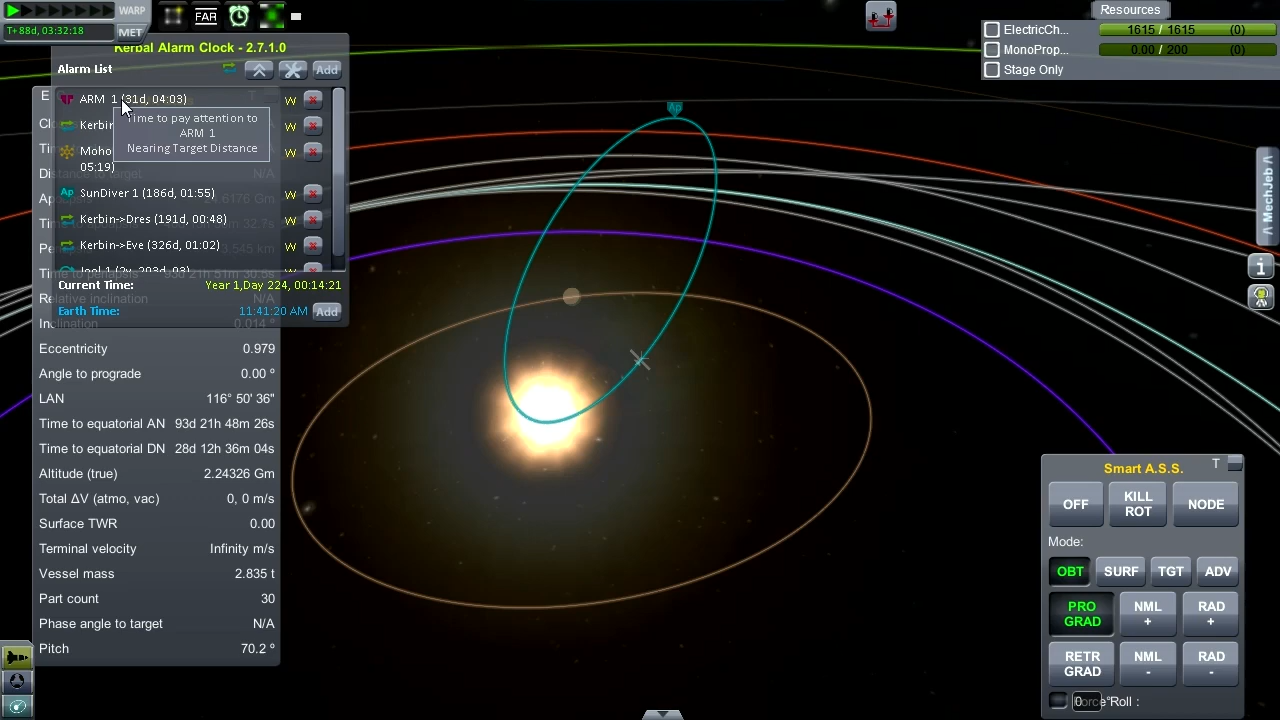 WARP
T+88d, 03:32:18
MET
FAR
Resources
ElectricCh... 1615 / 1615 (0)
MonoProp... 0.00 / 200 (0)
Stage Only
Kerbal Alarm Clock - 2.7.1.0
Alarm List
Add
ARM 1 (31d, 04:03) W
Kerbin W
Time to pay attention to
ARM 1
Nearing Target Distance
Moho W
05:19)
SunDiver 1 (186d, 01:55) W
Kerbin->Dres (191d, 00:48) W
Kerbin->Eve (326d, 01:02) W
Current Time: Year 1,Day 224, 00:14:21
Earth Time: 11:41:20 AM Add
Relative inclination N/A
Inclination 0.014 º
Eccentricity 0.979
Angle to prograde 0.00 º
LAN 116° 50' 36"
Time to equatorial AN 93d 21h 48m 26s
Time to equatorial DN 28d 12h 36m 04s
Altitude (true) 2.24326 Gm
Total ΔV (atmo, vac) 0, 0 m/s
Surface TWR 0.00
Terminal velocity Infinity m/s
Vessel mass 2.835 t
Part count 30
Phase angle to target N/A
Pitch 70.2 º
Ap
Λ MechJeb Λ
Smart A.S.S. T
OFF
KILL ROT
NODE
Mode:
OBT SURF TGT ADV
PRO GRAD
NML +
RAD +
RETR GRAD
NML -
RAD -
Roll :